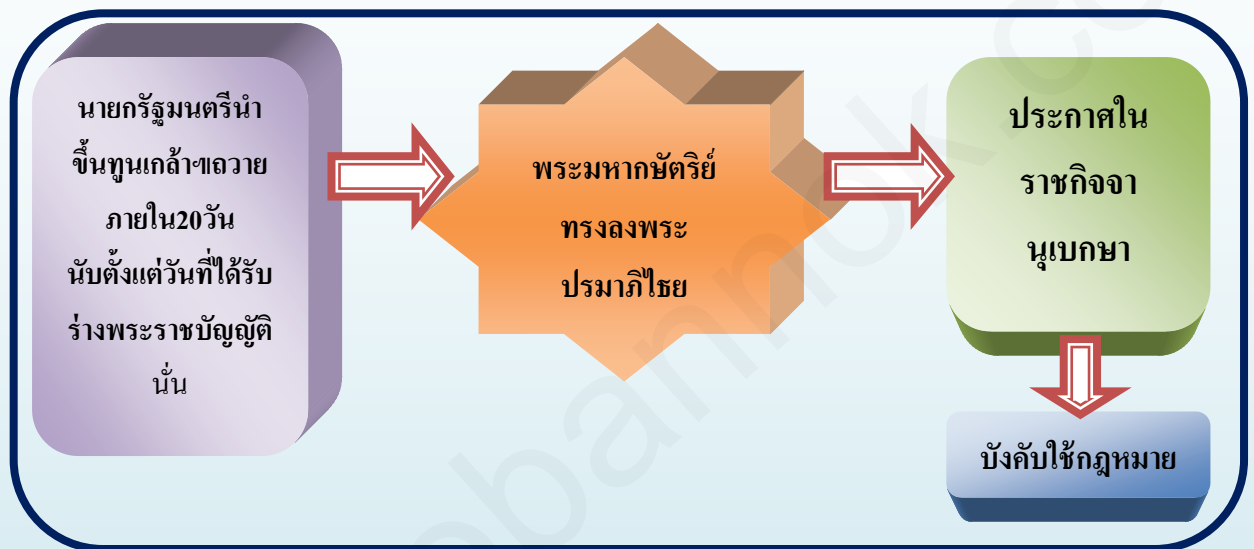 นายกรัฐมนตรีนำ
ขึ้นทูนเกล้าฯถวาย
ภายใน20วัน
นับตั้งแต่วันที่ได้รับ
ร่างพระราชบัญญัติ
นั่น
พระมหากษัตริย์
ทรงลงพระ
ปรมาภิไธย
ประกาศใน
ราชกิจจา
นุเบกษา
บังคับใช้กฎหมาย